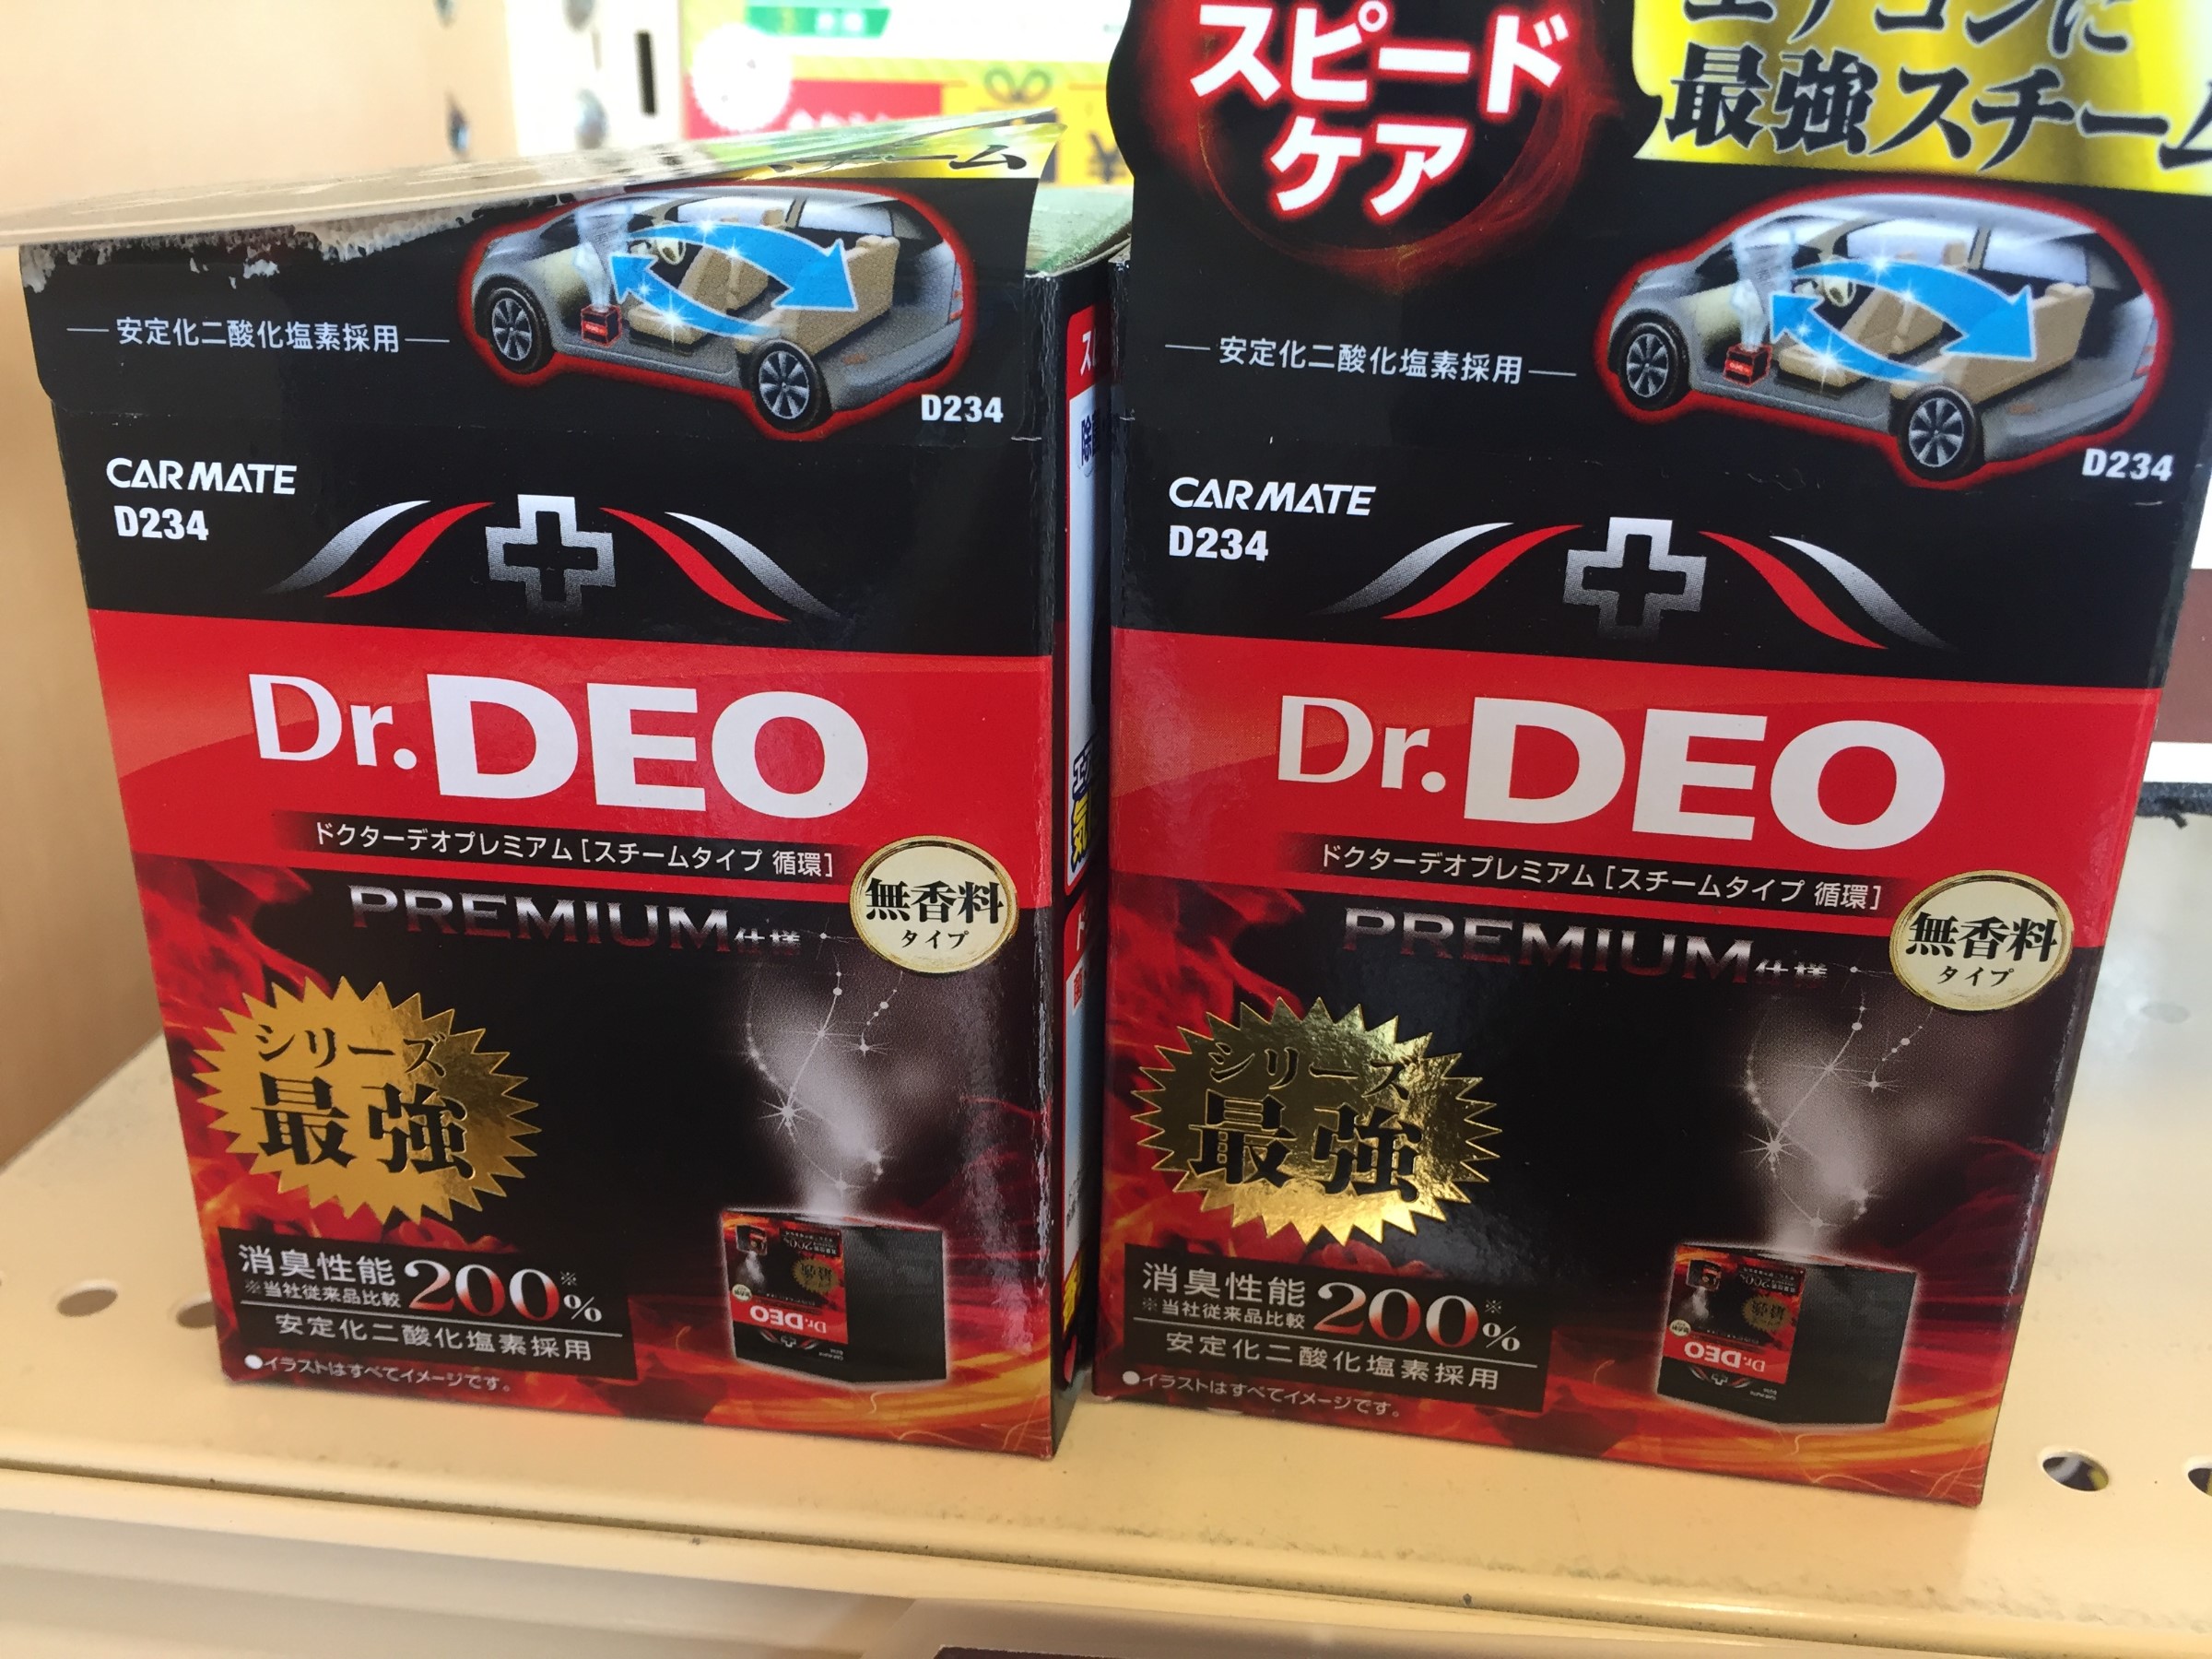 スチーム
安定化二酸化塩素採用
D234
CARMATE
D234
Dr.DEO
ドクターデオプレミアム[スチームタイプ 循環]
PREMIUM仕様
無香料
タイプ
シリーズ
最強
消臭性能 200%※
※当社従来品比較
安定化二酸化塩素採用
●イラストはすべてイメージです。
スピード
ケア
エアコンに
最強スチーム
安定化二酸化塩素採用
D234
CARMATE
D234
Dr.DEO
ドクターデオプレミアム[スチームタイプ 循環]
PREMIUM仕様
無香料
タイプ
シリーズ
最強
消臭性能 200%※
※当社従来品比較
安定化二酸化塩素採用
●イラストはすべてイメージです。